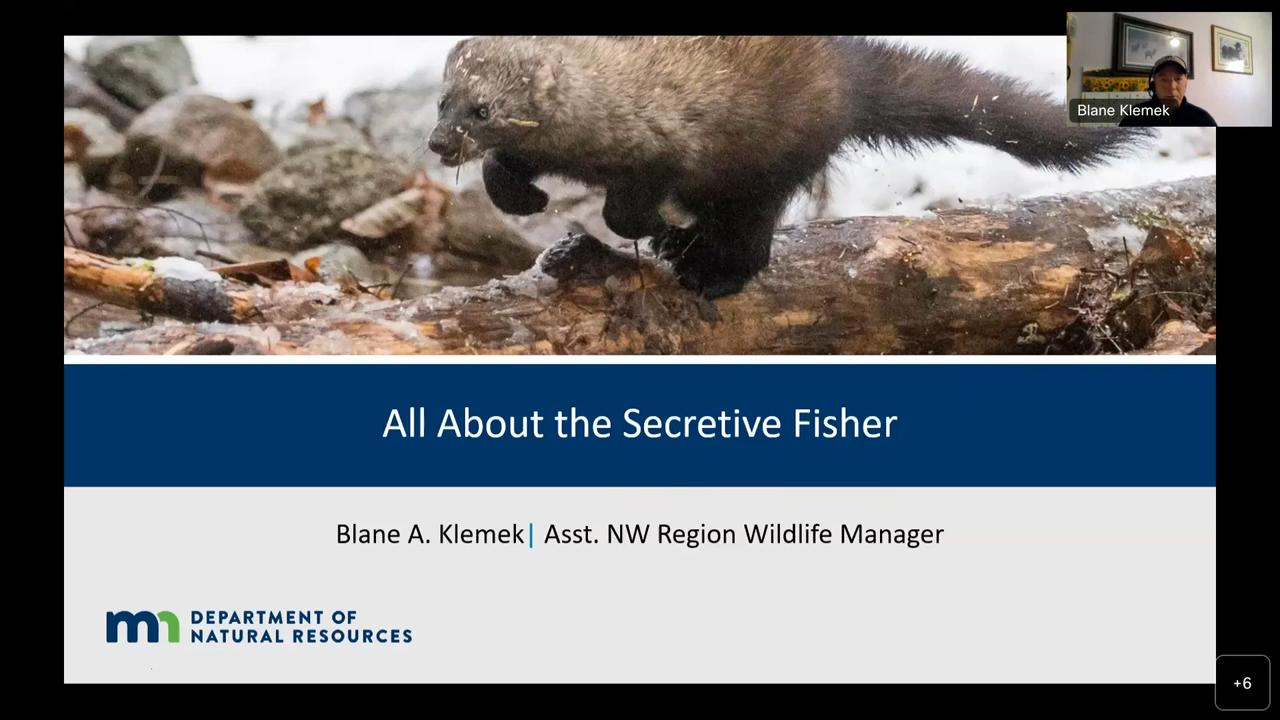 Blane Klemek
All About the Secretive Fisher
Blane A. Klemek| Asst. NW Region Wildlife Manager
mn DEPARTMENT OF
NATURAL RESOURCES
+6